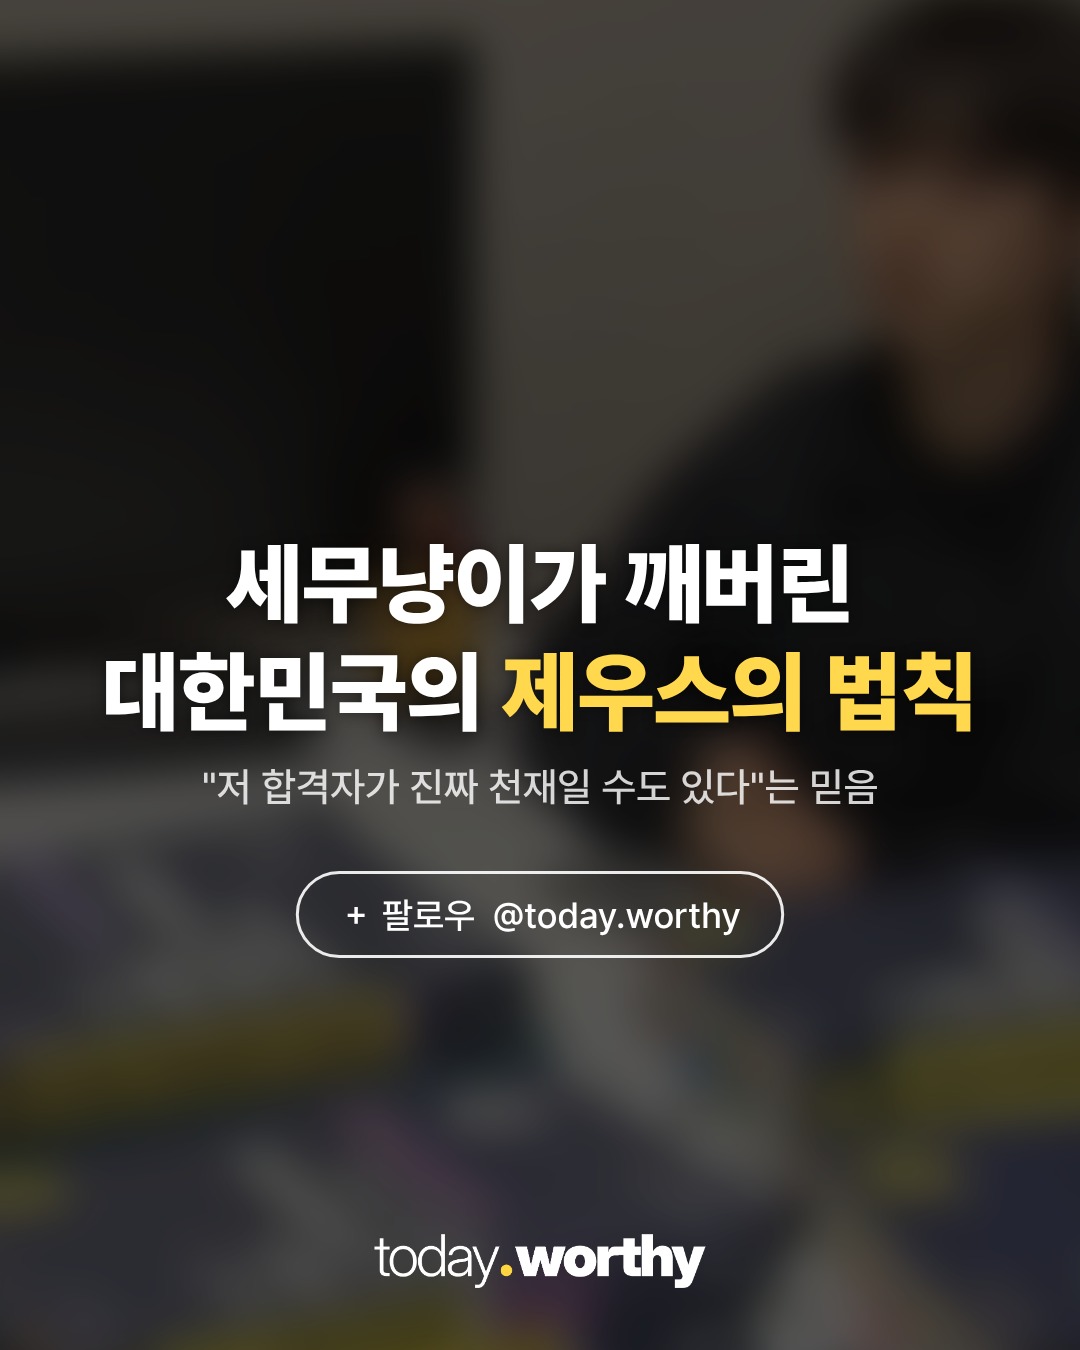 세무냥이가 깨버린
대한민국의 제우스의 법칙
"저 합격자가 진짜 천재일 수도 있다"는 믿음
+ 팔로우 @today.worthy
today.worthy